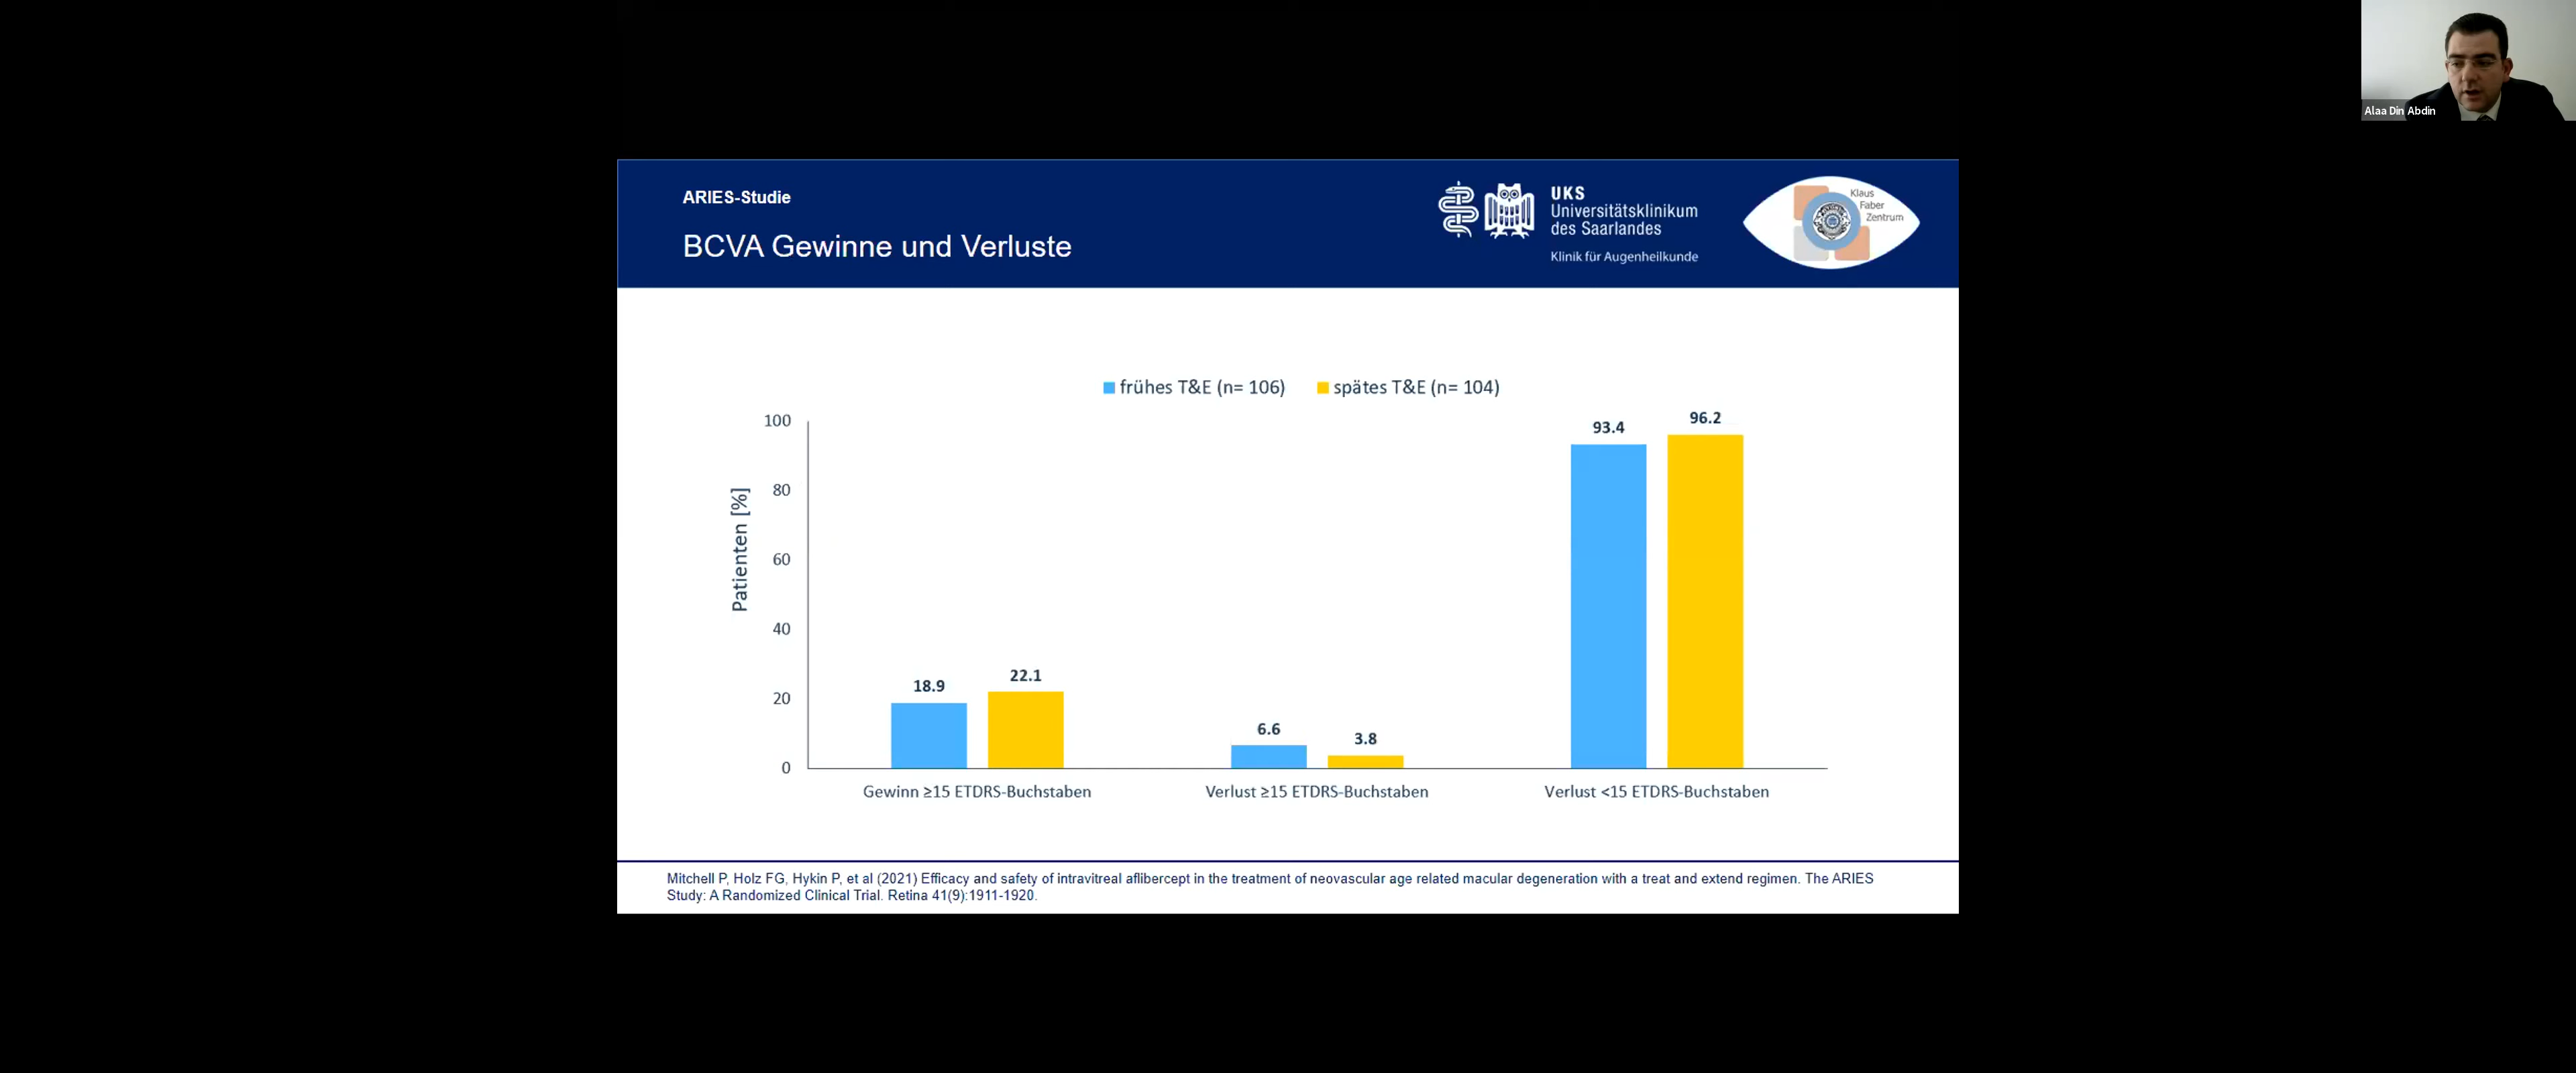 Alaa Din Abdin
ARIES-Studie
BCVA Gewinne und Verluste
UKS
Universitätsklinikum
des Saarlandes
Klinik für Augenheilkunde
Klaus
Faber
Zentrum
frühes T&E (n= 106)
spätes T&E (n= 104)
Patienten [%]
100
80
60
40
20
0
18.9
22.1
6.6
3.8
93.4
96.2
Gewinn ≥15 ETDRS-Buchstaben
Verlust ≥15 ETDRS-Buchstaben
Verlust <15 ETDRS-Buchstaben
Mitchell P, Holz FG, Hykin P, et al (2021) Efficacy and safety of intravitreal aflibercept in the treatment of neovascular age related macular degeneration with a treat and extend regimen. The ARIES
Study: A Randomized Clinical Trial. Retina 41(9):1911-1920.